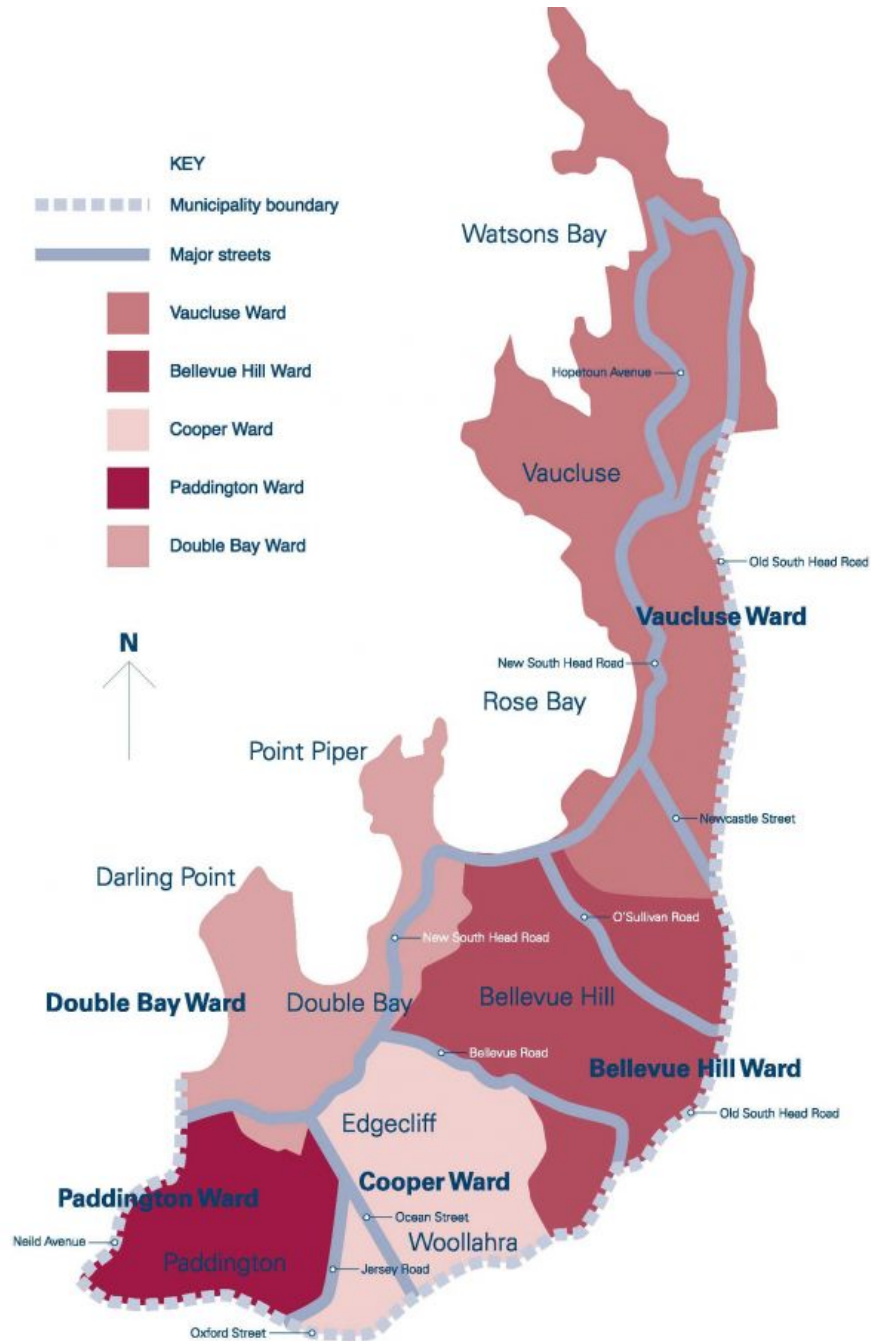 KEY
Municipality boundary
Major streets
Vaucluse Ward
Bellevue Hill Ward
Cooper Ward
Paddington Ward
Double Bay Ward
N
Watsons Bay
Hopetoun Avenue
Vaucluse
Old South Head Road
Vaucluse Ward
New South Head Road
Rose Bay
Point Piper
Newcastle Street
Darling Point
O'Sullivan Road
New South Head Road
Double Bay Ward
Double Bay
Bellevue Hill
Bellevue Road
Bellevue Hill Ward
Old South Head Road
Edgecliff
Cooper Ward
Paddington Ward
Ocean Street
Neild Avenue
Woollahra
Paddington
Jersey Road
Oxford Street